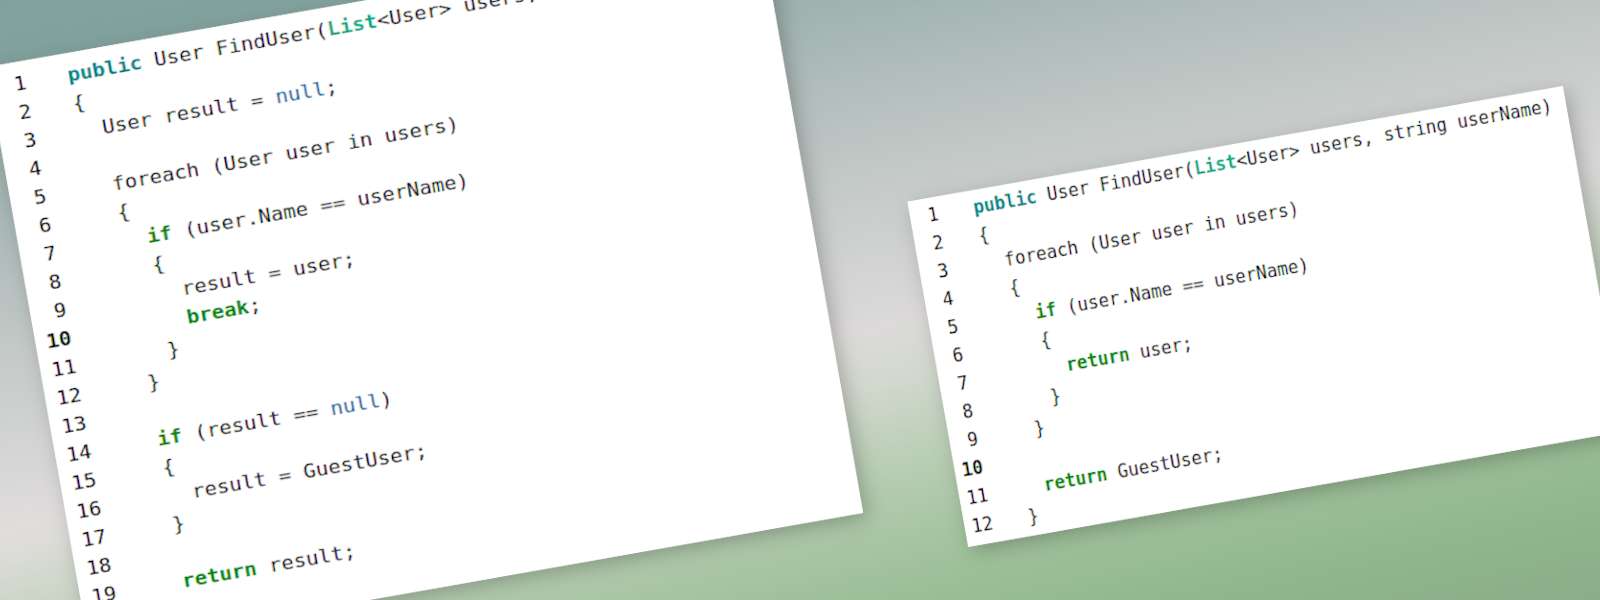 1 public User FindUser(List<User> users,
2 {
3 User result = null;
4
5 foreach (User user in users)
6 {
7 if (user.Name == userName)
8 {
9 result = user;
10 break;
11 }
12 }
13
14 if (result == null)
15 {
16 result = GuestUser;
17 }
18
19 return result;
1 public User FindUser(List<User> users, string userName)
2 {
3 foreach (User user in users)
4 {
5 if (user.Name == userName)
6 {
7 return user;
8 }
9 }
10
11 return GuestUser;
12 }